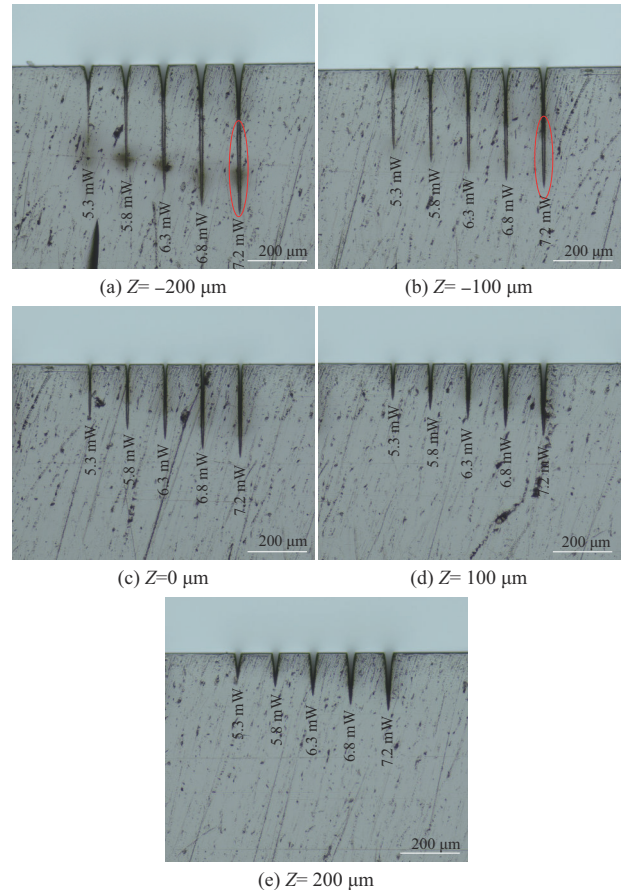 5.3 mW
5.8 mW
6.3 mW
6.8 mW
7.2 mW
200 μm
(a) Z= –200 μm
5.3 mW
5.8 mW
6.3 mW
6.8 mW
7.2 mW
200 μm
(b) Z= –100 μm
5.3 mW
5.8 mW
6.3 mW
6.8 mW
7.2 mW
200 μm
(c) Z=0 μm
5.3 mW
5.8 mW
6.3 mW
6.8 mW
7.2 mW
200 μm
(d) Z= 100 μm
5.3 mW
5.8 mW
6.3 mW
6.8 mW
7.2 mW
200 μm
(e) Z= 200 μm